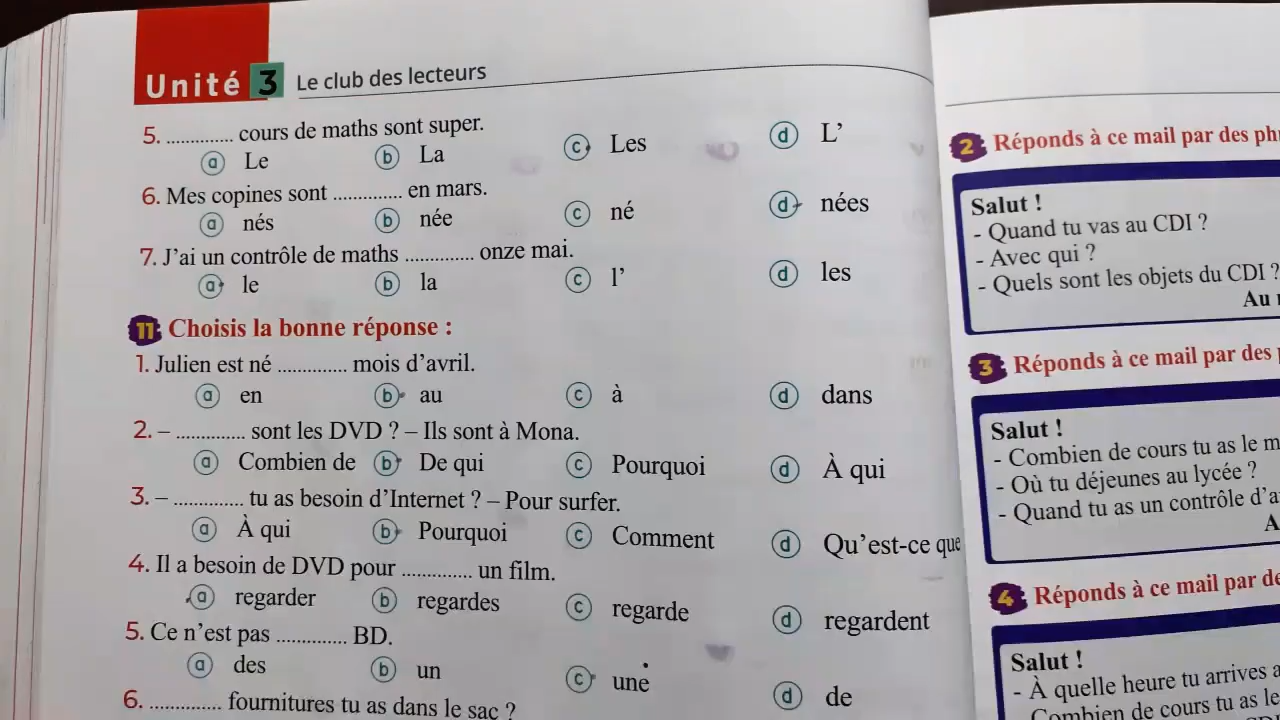 Unité 3 Le club des lecteurs
5. ............. cours de maths sont super.
a Le b La c Les d L'
6. Mes copines sont ............. en mars.
a nés b née c né d nées
7. J'ai un contrôle de maths ............. onze mai.
a le b la c l' d les
11 Choisis la bonne réponse :
1. Julien est né ............. mois d'avril.
a en b au c à d dans
2. – ............. sont les DVD ? – Ils sont à Mona.
a Combien de b De qui c Pourquoi d À qui
3. – ............. tu as besoin d'Internet ? – Pour surfer.
a À qui b Pourquoi c Comment d Qu'est-ce que
4. Il a besoin de DVD pour ............. un film.
a regarder b regardes c regarde d regardent
5. Ce n'est pas ............. BD.
a des b un c une d de
6. ............. fournitures tu as dans le sac ?
2 Réponds à ce mail par des
Salut !
- Quand tu vas au CDI ?
- Avec qui ?
- Quels sont les objets du CDI ?
Au
3 Réponds à ce mail par des
Salut !
- Combien de cours tu as le
- Où tu déjeunes au lycée ?
- Quand tu as un contrôle
4 Réponds à ce mail par
Salut !
- À quelle heure tu arrives
Combien de cours tu as